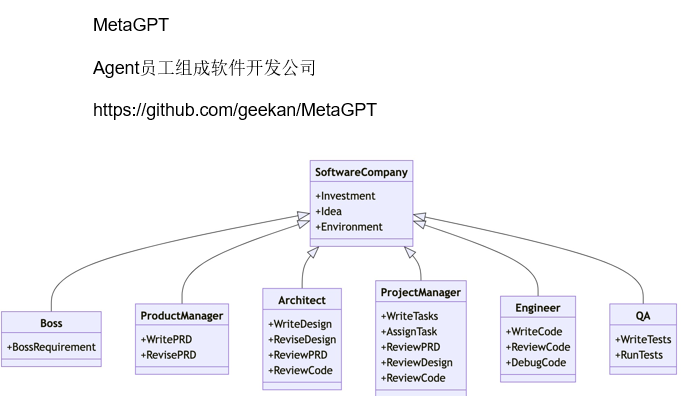 MetaGPT
Agent员工组成软件开发公司
https://github.com/geekan/MetaGPT
SoftwareCompany
+Investment
+Idea
+Environment
Boss
+BossRequirement
ProductManager
+WritePRD
+RevisePRD
Architect
+WriteDesign
+ReviseDesign
+ReviewPRD
+ReviewCode
ProjectManager
+WriteTasks
+AssignTask
+ReviewPRD
+ReviewDesign
+ReviewCode
Engineer
+WriteCode
+ReviewCode
+DebugCode
QA
+WriteTests
+RunTests